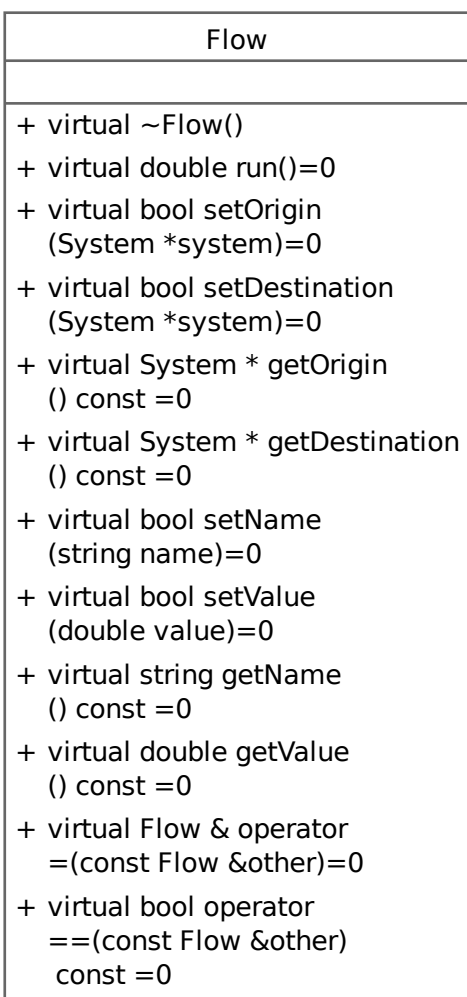 Flow
+ virtual ~Flow()
+ virtual double run()=0
+ virtual bool setOrigin
(System *system)=0
+ virtual bool setDestination
(System *system)=0
+ virtual System * getOrigin
() const =0
+ virtual System * getDestination
() const =0
+ virtual bool setName
(string name)=0
+ virtual bool setValue
(double value)=0
+ virtual string getName
() const =0
+ virtual double getValue
() const =0
+ virtual Flow & operator
=(const Flow &other)=0
+ virtual bool operator
==(const Flow &other)
const =0